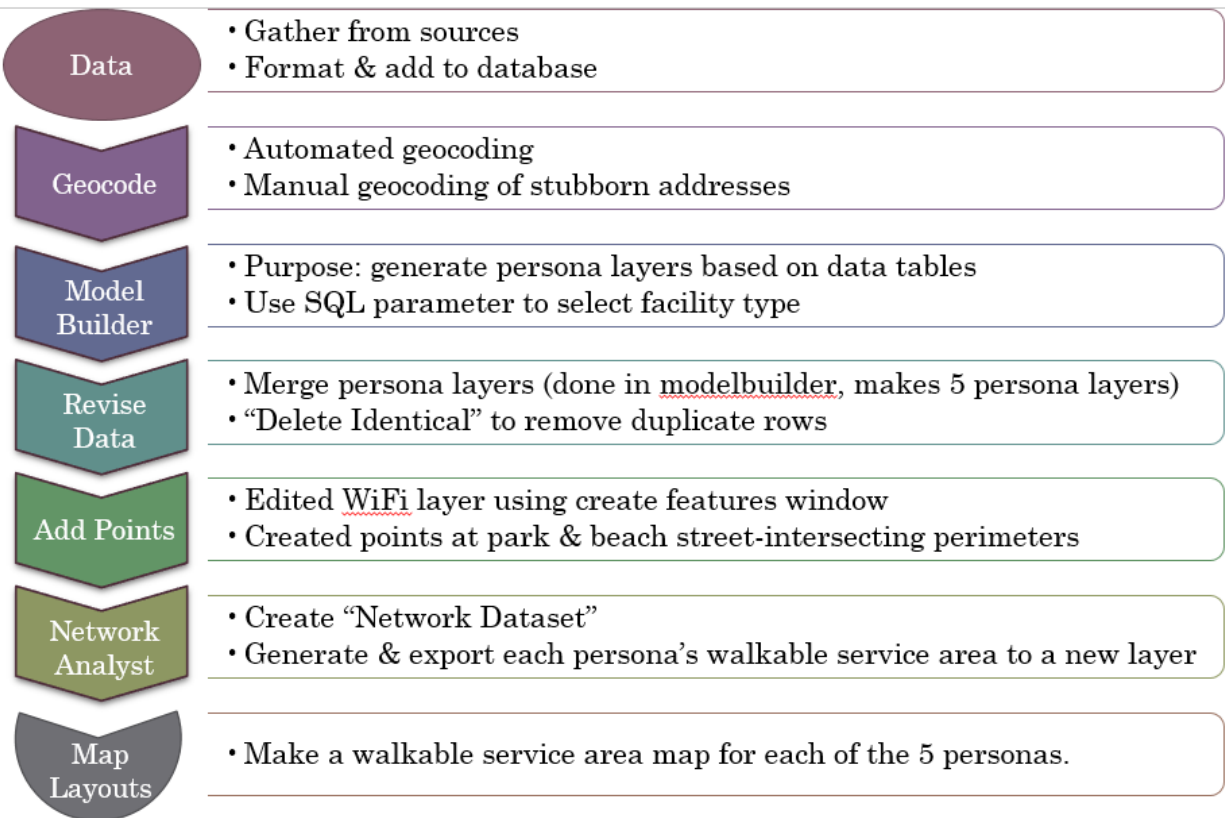 Data
• Gather from sources
• Format & add to database
Geocode
• Automated geocoding
• Manual geocoding of stubborn addresses
Model
Builder
• Purpose: generate persona layers based on data tables
• Use SQL parameter to select facility type
Revise
Data
• Merge persona layers (done in modelbuilder, makes 5 persona layers)
• “Delete Identical” to remove duplicate rows
Add Points
• Edited WiFi layer using create features window
• Created points at park & beach street-intersecting perimeters
Network
Analyst
• Create “Network Dataset”
• Generate & export each persona’s walkable service area to a new layer
Map
Layouts
• Make a walkable service area map for each of the 5 personas.